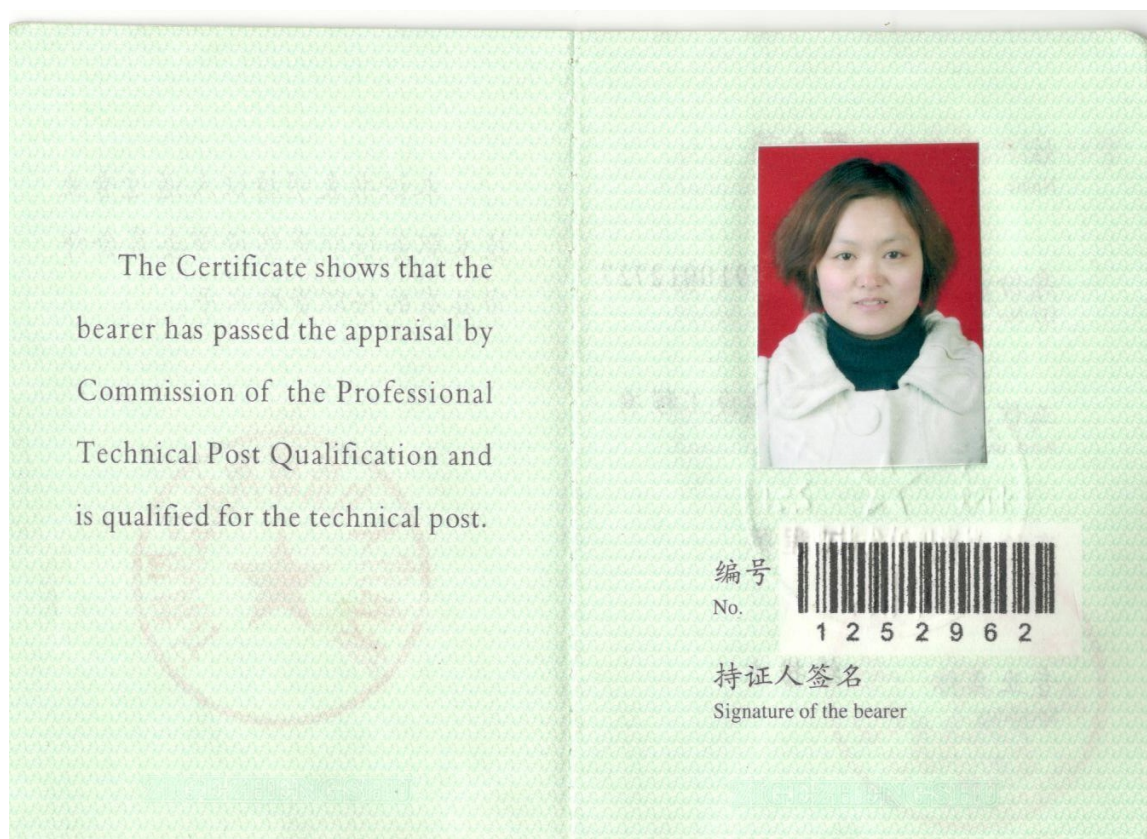 The Certificate shows that the
bearer has passed the appraisal by
Commission of the Professional
Technical Post Qualification and
is qualified for the technical post.
编号
No.
1252962
持证人签名
Signature of the bearer